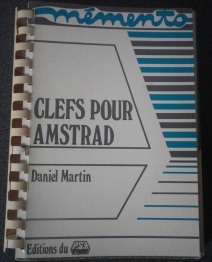 mémento
CLEFS POUR
AMSTRAD
Daniel Martin
Editions du PSI